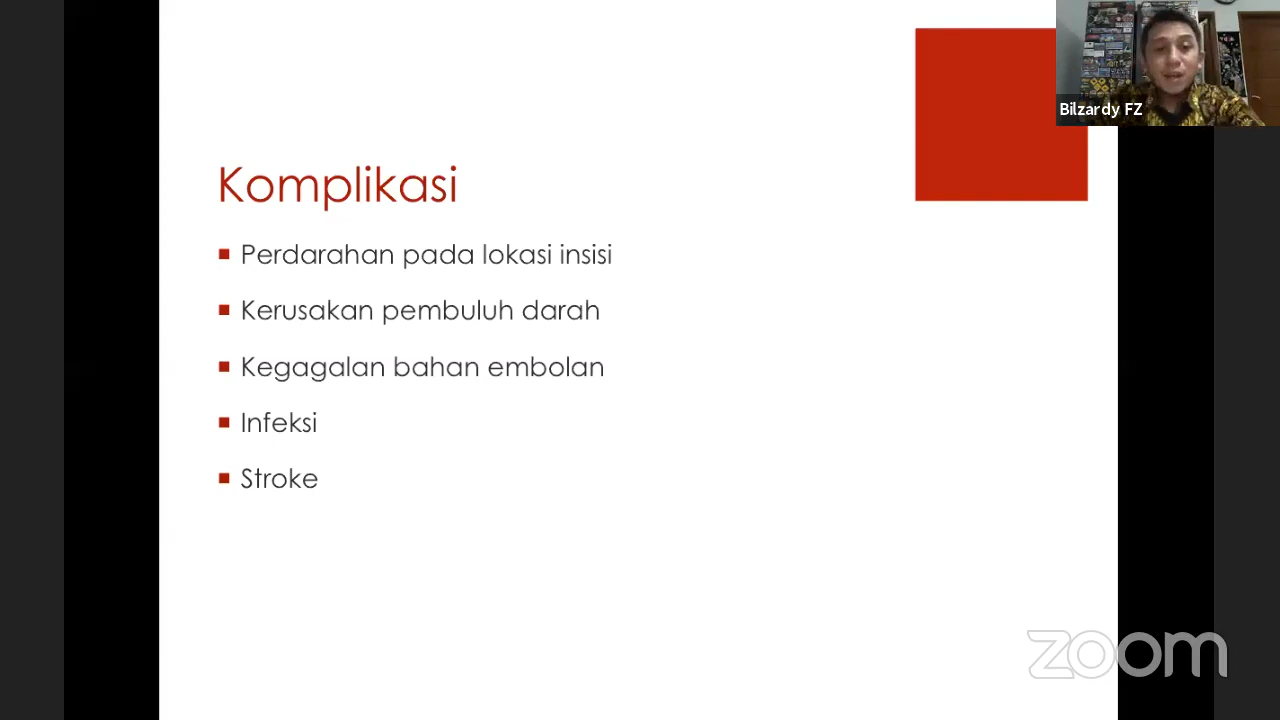 Bilzardy FZ
Komplikasi
Perdarahan pada lokasi insisi
Kerusakan pembuluh darah
Kegagalan bahan embolan
Infeksi
Stroke
zoom